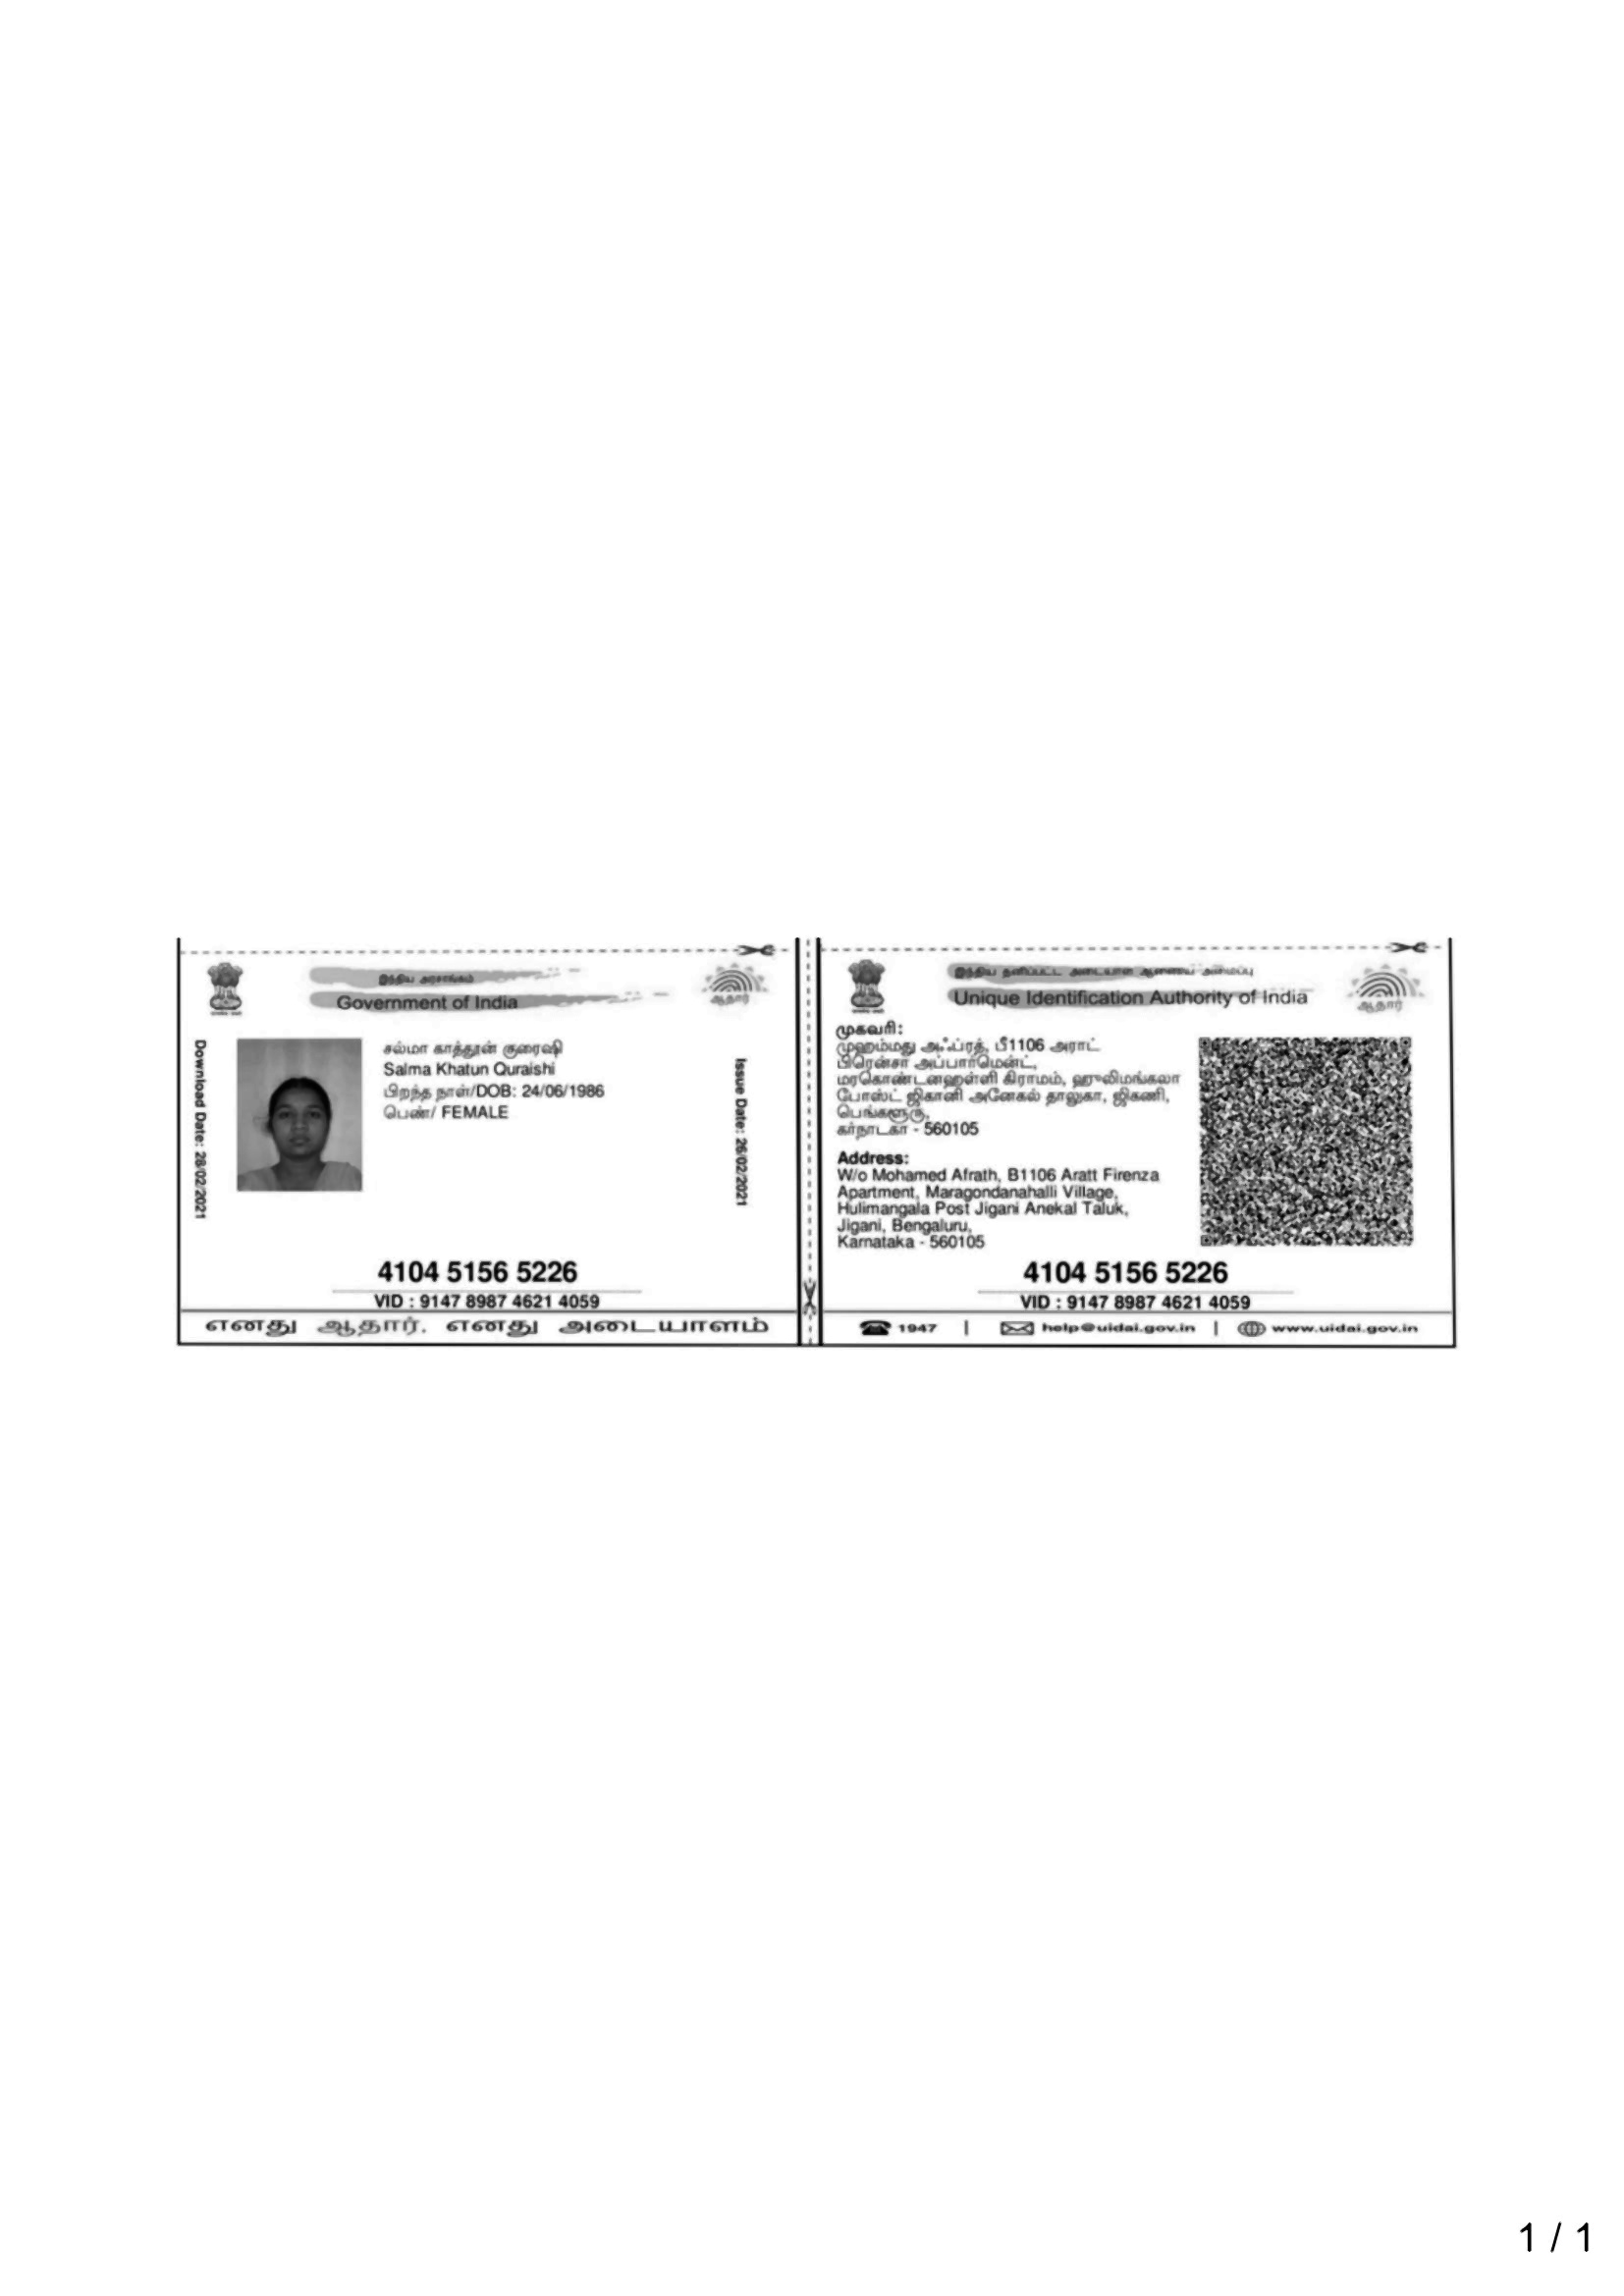 இந்திய அரசாங்கம்
Government of India
ஆதார்
Download Date: 28/02/2021
சல்மா காத்தூன் குரைஷி
Salma Khatun Quraishi
பிறந்த நாள்/DOB: 24/06/1986
பெண்/ FEMALE
Issue Date: 26/02/2021
4104 5156 5226
VID : 9147 8987 4621 4059
எனது ஆதார், எனது அடையாளம்
இந்திய தனிப்பட்ட அடையாள ஆணைய அமைப்பு
Unique Identification Authority of India
ஆதார்
முகவரி:
முஹம்மது அஃப்ரத், பீ1106 அராட்
பிரென்சா அப்பார்மென்ட்,
மரகொண்டனஹள்ளி கிராமம், ஹுலிமங்கலா
போஸ்ட் ஜிகானி அனேகல் தாலுகா, ஜிகணி,
பெங்களூரு,
கர்நாடகா - 560105
Address:
W/o Mohamed Afrath, B1106 Aratt Firenza
Apartment, Maragondanahalli Village,
Hulimangala Post Jigani Anekal Taluk,
Jigani, Bengaluru,
Karnataka - 560105
4104 5156 5226
VID : 9147 8987 4621 4059
1947 | help@uidai.gov.in | www.uidai.gov.in
1 / 1